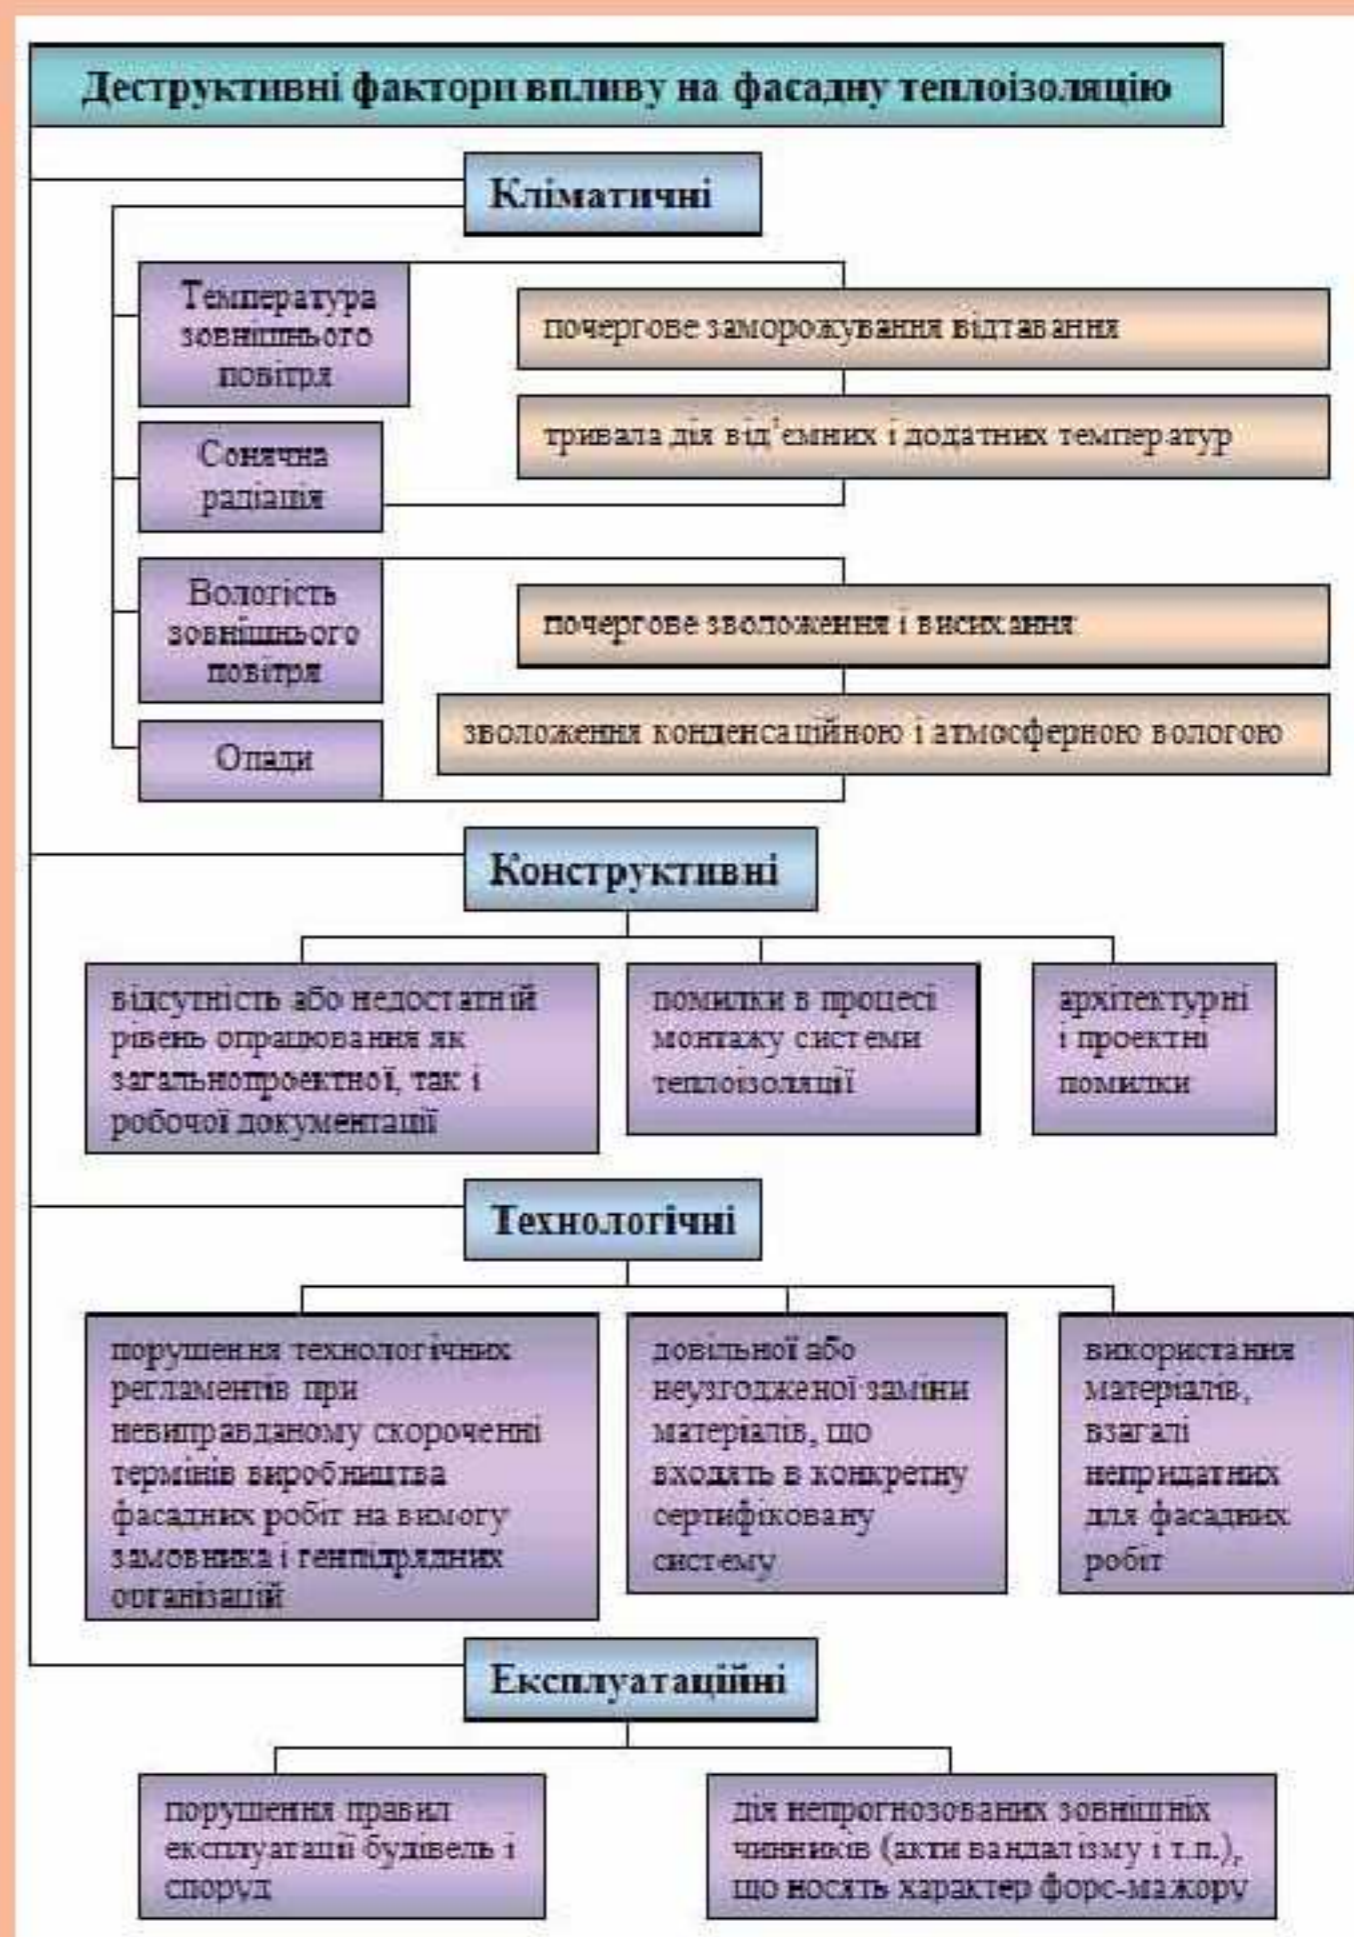 Деструктивні фактори впливу на фасадну теплоізоляцію
Кліматичні
Температура
зовнішнього
повітря
почергове заморожування відтавання
тривала дія від'ємних і додатних температур
Сонячна
радіація
Вологість
зовнішнього
повітря
почергове зволоження і висихання
зволоження конденсаційною і атмосферною вологою
Опади
Конструктивні
відсутність або недостатній
рівень опрацювання як
загальнопроектної, так і
робочої документації
помилки в процесі
монтажу системи
теплоізоляції
архітектурні
і проектні
помилки
Технологічні
порушення технологічних
регламентів при
невиправданому скороченні
термінів виробництва
фасадних робіт на вимогу
замовника і генпідрядних
організацій
довільної або
неузгодженої заміни
матеріалів, що
входять в конкретну
сертифіковану
систему
використання
матеріалів,
взагалі
непридатних
для фасадних
робіт
Експлуатаційні
порушення правил
експлуатації будівель і
споруд
дія непрогнозованих зовнішніх
чинників (акти вандалізму і т.п.),
що носять характер форс-мажору